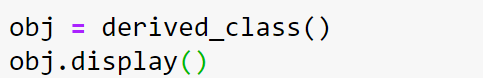 obj = derived_class()
obj.display()